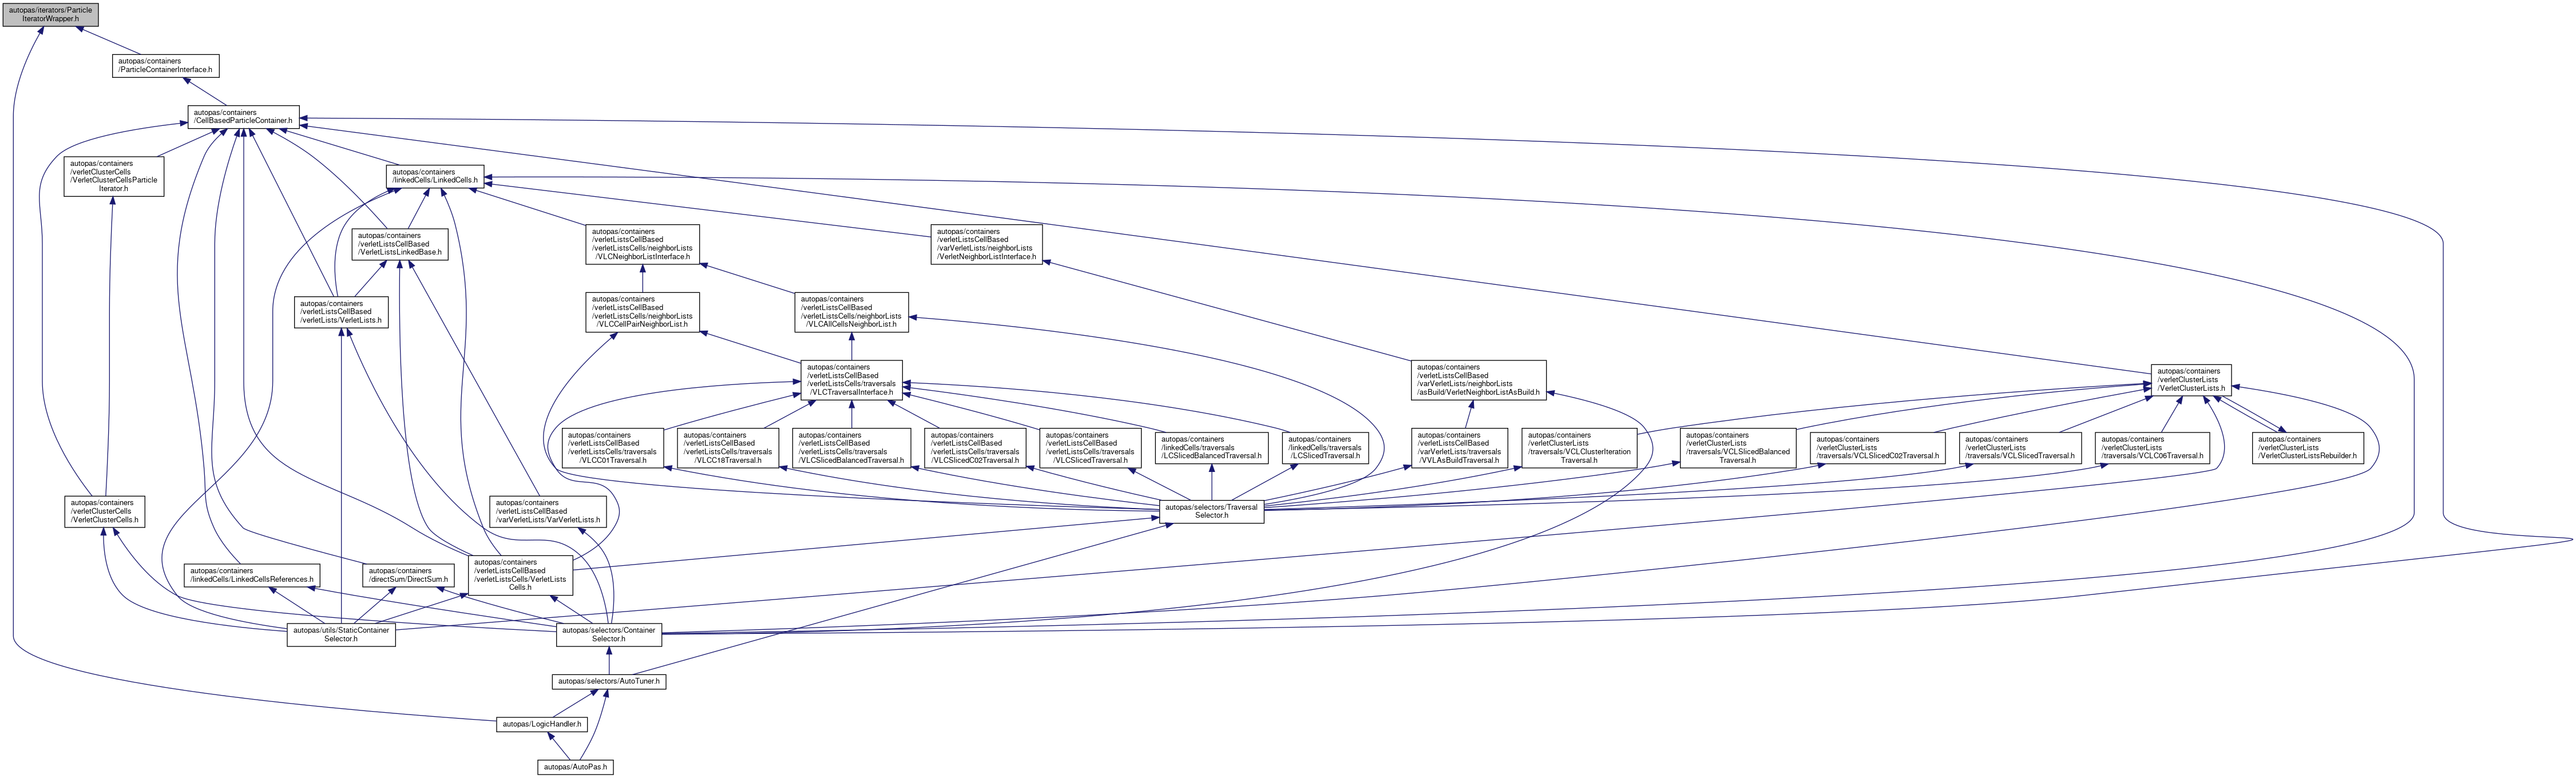 autopas/iterators/Particle
IteratorWrapper.h
autopas/containers
/ParticleContainerInterface.h
autopas/containers
/CellBasedParticleContainer.h
autopas/containers
/verletClusterCells
/VerletClusterCellsParticle
Iterator.h
autopas/containers
/linkedCells/LinkedCells.h
autopas/containers
/verletListsCellBased
/VerletListsLinkedBase.h
autopas/containers
/verletListsCellBased
/verletListsCells/neighborLists
/VLCNeighborListInterface.h
autopas/containers
/verletListsCellBased
/varVerletLists/neighborLists
/VerletNeighborListInterface.h
autopas/containers
/verletListsCellBased
/verletLists/VerletLists.h
autopas/containers
/verletListsCellBased
/verletListsCells/neighborLists
/VLCCellPairNeighborList.h
autopas/containers
/verletListsCellBased
/verletListsCells/neighborLists
/VLCAllCellsNeighborList.h
autopas/containers
/verletListsCellBased
/verletListsCells/traversals
/VLCTraversalInterface.h
autopas/containers
/verletListsCellBased
/varVerletLists/neighborLists
/asBuild/VerletNeighborListAsBuild.h
autopas/containers
/verletClusterLists
/VerletClusterLists.h
autopas/containers
/verletListsCellBased
/verletListsCells/traversals
/VLCC01Traversal.h
autopas/containers
/verletListsCellBased
/verletListsCells/traversals
/VLCC18Traversal.h
autopas/containers
/verletListsCellBased
/verletListsCells/traversals
/VLCSlicedBalancedTraversal.h
autopas/containers
/verletListsCellBased
/verletListsCells/traversals
/VLCSlicedC02Traversal.h
autopas/containers
/verletListsCellBased
/verletListsCells/traversals
/VLCSlicedTraversal.h
autopas/containers
/linkedCells/traversals
/LCSlicedBalancedTraversal.h
autopas/containers
/linkedCells/traversals
/LCSlicedTraversal.h
autopas/containers
/verletListsCellBased
/varVerletLists/traversals
/VVLAsBuildTraversal.h
autopas/containers
/verletClusterLists
/traversals/VCLClusterIteration
Traversal.h
autopas/containers
/verletClusterLists
/traversals/VCLSlicedBalanced
Traversal.h
autopas/containers
/verletClusterLists
/traversals/VCLSlicedC02Traversal.h
autopas/containers
/verletClusterLists
/traversals/VCLSlicedTraversal.h
autopas/containers
/verletClusterLists
/traversals/VCLC06Traversal.h
autopas/containers
/verletClusterLists
/VerletClusterListsRebuilder.h
autopas/containers
/verletClusterCells
/VerletClusterCells.h
autopas/containers
/verletListsCellBased
/varVerletLists/VarVerletLists.h
autopas/selectors/Traversal
Selector.h
autopas/containers
/linkedCells/LinkedCellsReferences.h
autopas/containers
/directSum/DirectSum.h
autopas/containers
/verletListsCellBased
/verletListsCells/VerletLists
Cells.h
autopas/utils/StaticContainer
Selector.h
autopas/selectors/Container
Selector.h
autopas/selectors/AutoTuner.h
autopas/LogicHandler.h
autopas/AutoPas.h